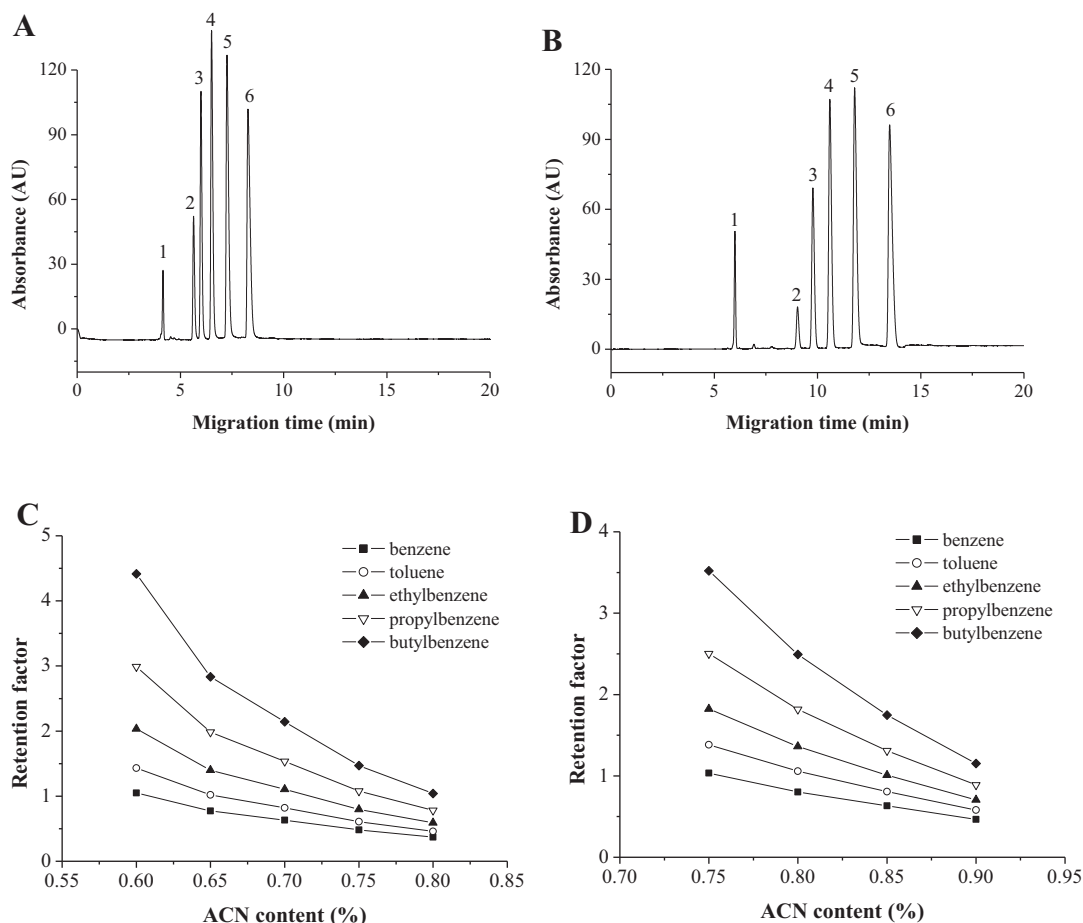 A
Absorbance (AU)
120
90
60
30
0
1
2
3
4
5
6
0
5
10
15
20
Migration time (min)
B
Absorbance (AU)
120
90
60
30
0
1
2
3
4
5
6
0
5
10
15
20
Migration time (min)
C
Retention factor
5
4
3
2
1
0
benzene
toluene
ethylbenzene
propylbenzene
butylbenzene
0.55
0.60
0.65
0.70
0.75
0.80
0.85
ACN content (%)
D
Retention factor
4
3
2
1
0
benzene
toluene
ethylbenzene
propylbenzene
butylbenzene
0.70
0.75
0.80
0.85
0.90
0.95
ACN content (%)